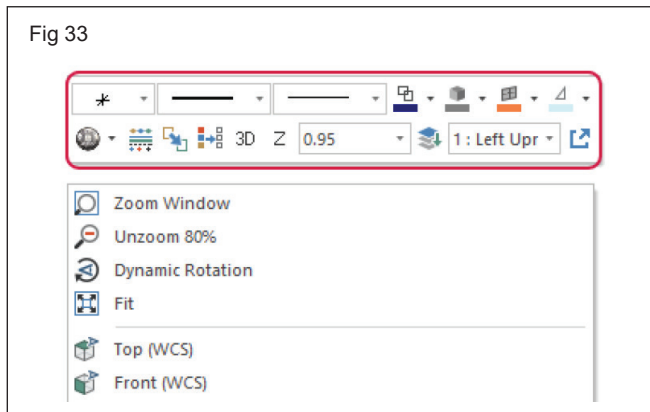 Fig 33
3D Z 0.95 1 : Left Upr
Zoom Window
Unzoom 80%
Dynamic Rotation
Fit
Top (WCS)
Front (WCS)